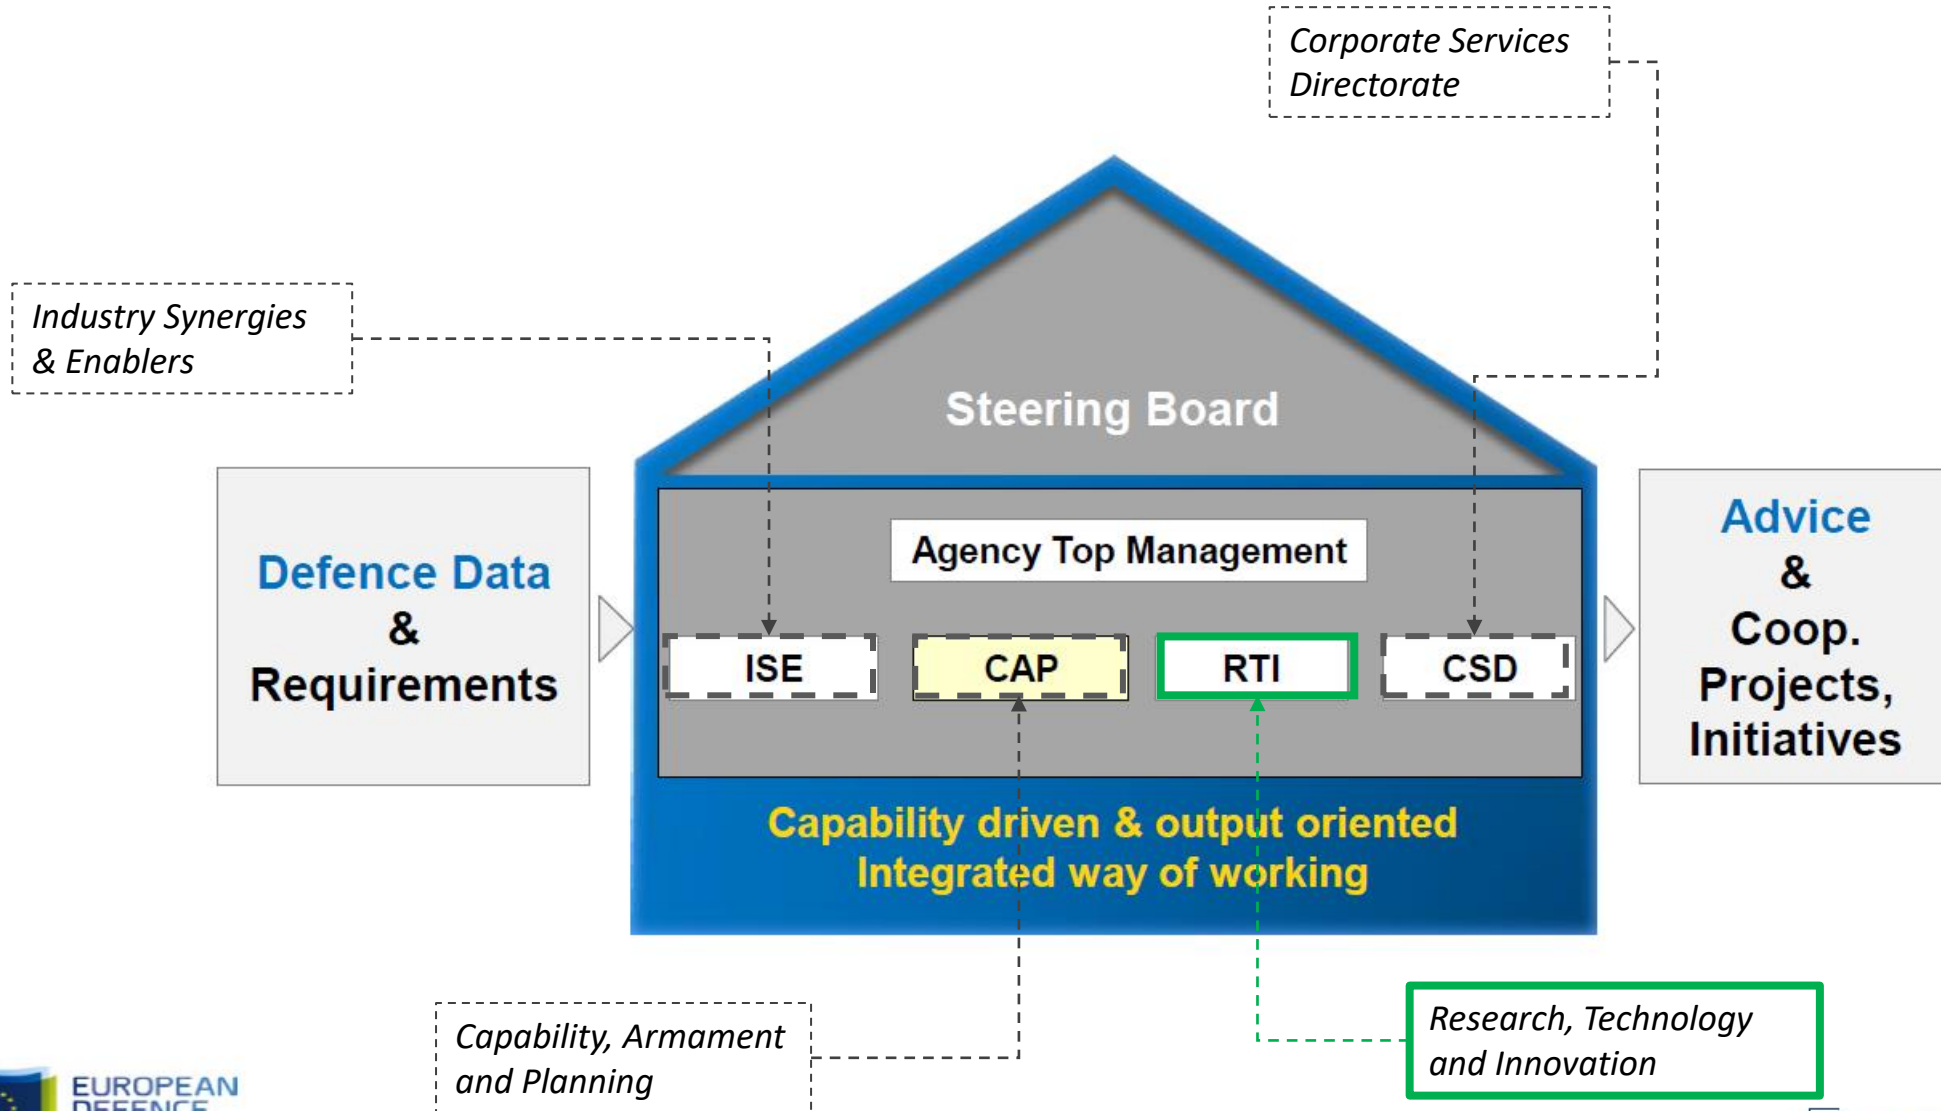 Corporate Services
Directorate
Industry Synergies
& Enablers
Steering Board
Defence Data
&
Requirements
Agency Top Management
ISE
CAP
RTI
CSD
Advice
&
Coop.
Projects,
Initiatives
Capability driven & output oriented
Integrated way of working
Capability, Armament
and Planning
Research, Technology
and Innovation
EUROPEAN
DEFENCE